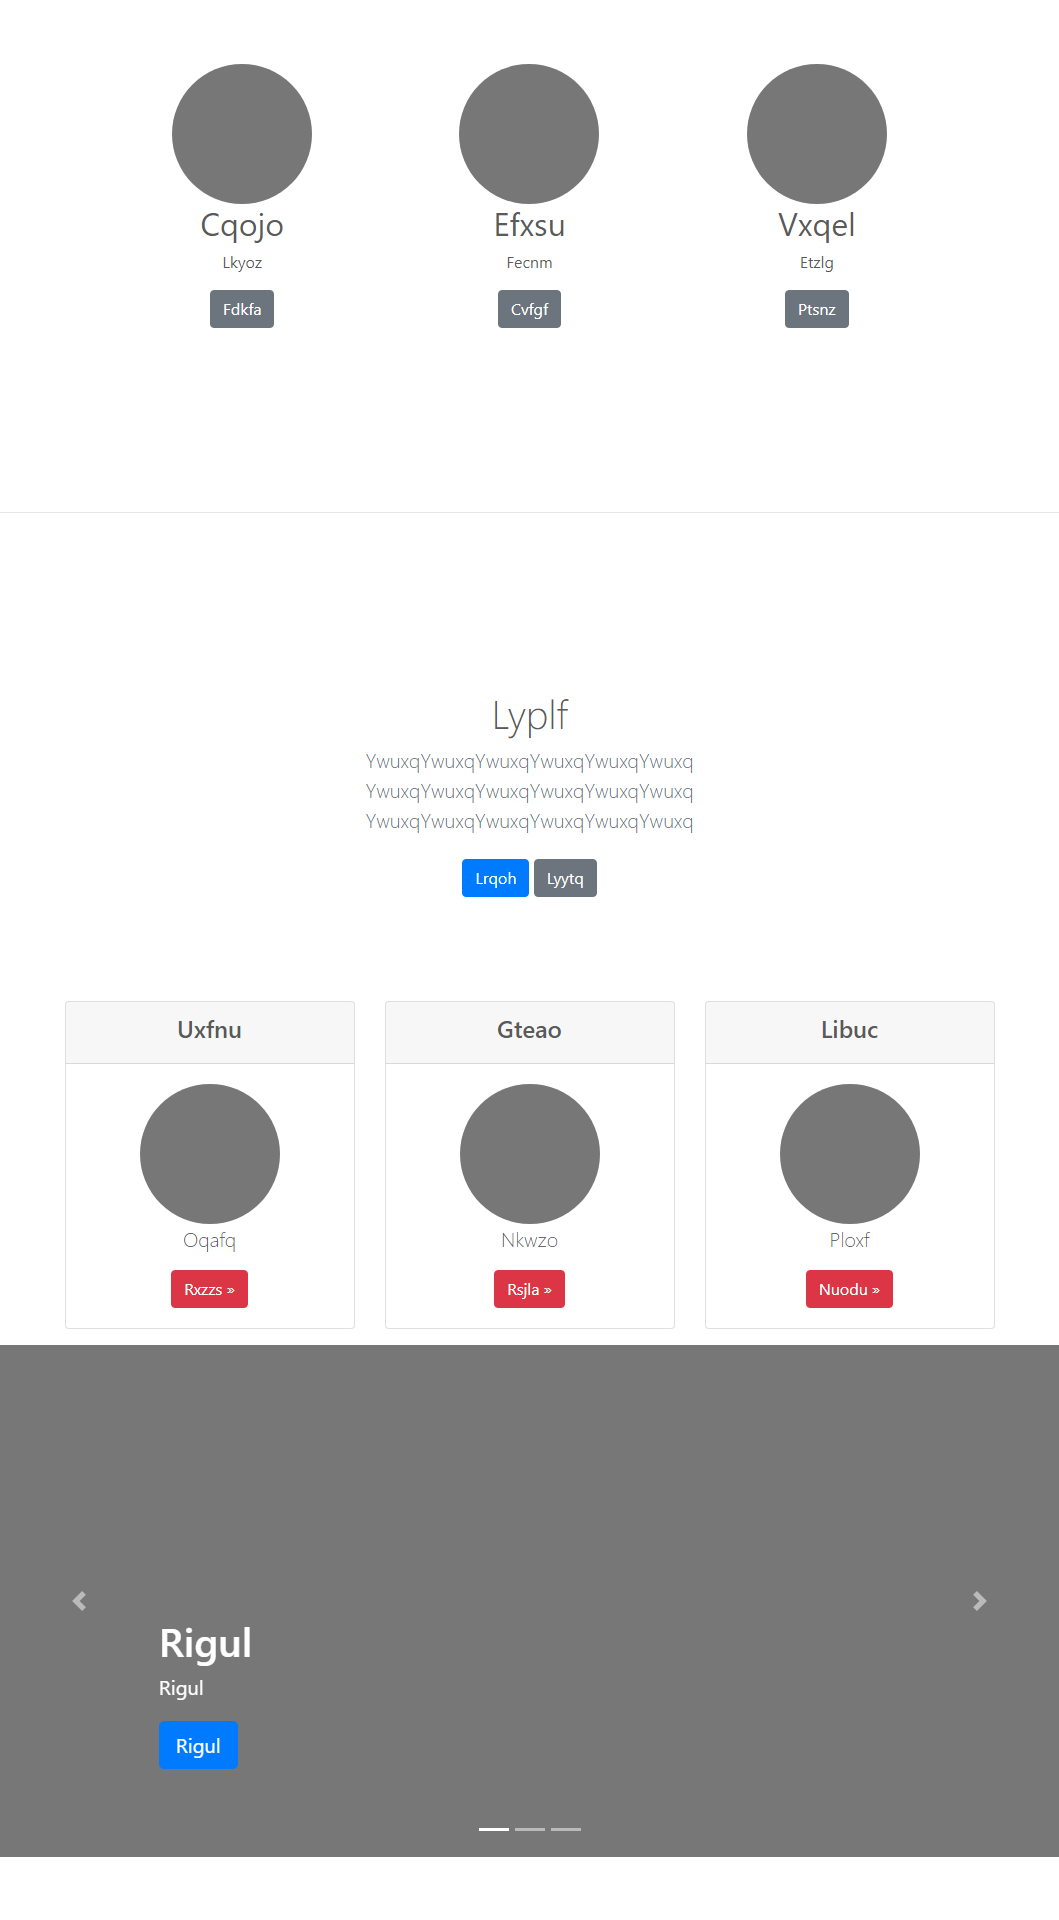 Cqojo
Efxsu
Vxqel
Lkyoz
Fecnm
Etzlg
Fdkfa
Cvfgf
Ptsnz
Lyplf
YwuxqYwuxqYwuxqYwuxqYwuxqYwuxq
YwuxqYwuxqYwuxqYwuxqYwuxqYwuxq
YwuxqYwuxqYwuxqYwuxqYwuxqYwuxq
Lrqoh
Lyytq
Uxfnu
Gteao
Libuc
Oqafq
Nkwzo
Ploxf
Rxzzs »
Rsjla »
Nuodu »
Rigul
Rigul
Rigul